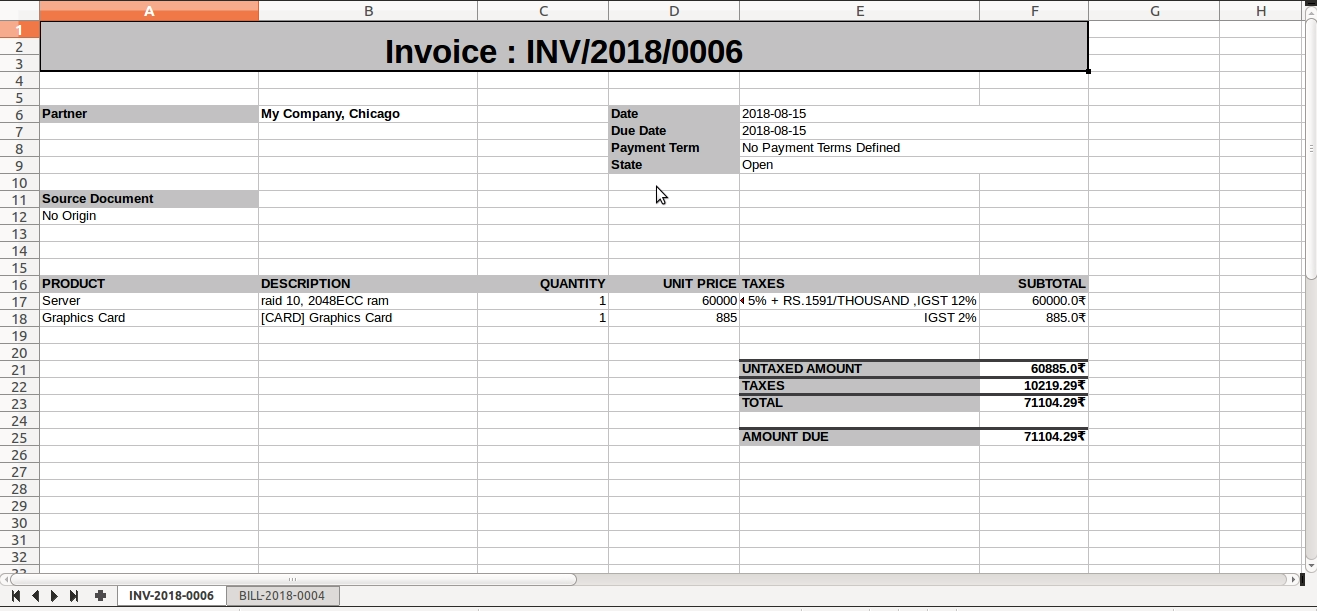 A B C D E F G H
1
2 Invoice : INV/2018/0006
3
4
5
6 Partner My Company, Chicago Date 2018-08-15
7 Due Date 2018-08-15
8 Payment Term No Payment Terms Defined
9 State Open
10
11 Source Document
12 No Origin
13
14
15
16 PRODUCT DESCRIPTION QUANTITY UNIT PRICE TAXES SUBTOTAL
17 Server raid 10, 2048ECC ram 1 60000 5% + RS.1591/THOUSAND ,IGST 12% 60000.0₹
18 Graphics Card [CARD] Graphics Card 1 885 IGST 2% 885.0₹
19
20
21 UNTAXED AMOUNT 60885.0₹
22 TAXES 10219.29₹
23 TOTAL 71104.29₹
24
25 AMOUNT DUE 71104.29₹
26
27
28
29
30
31
32
INV-2018-0006 BILL-2018-0004